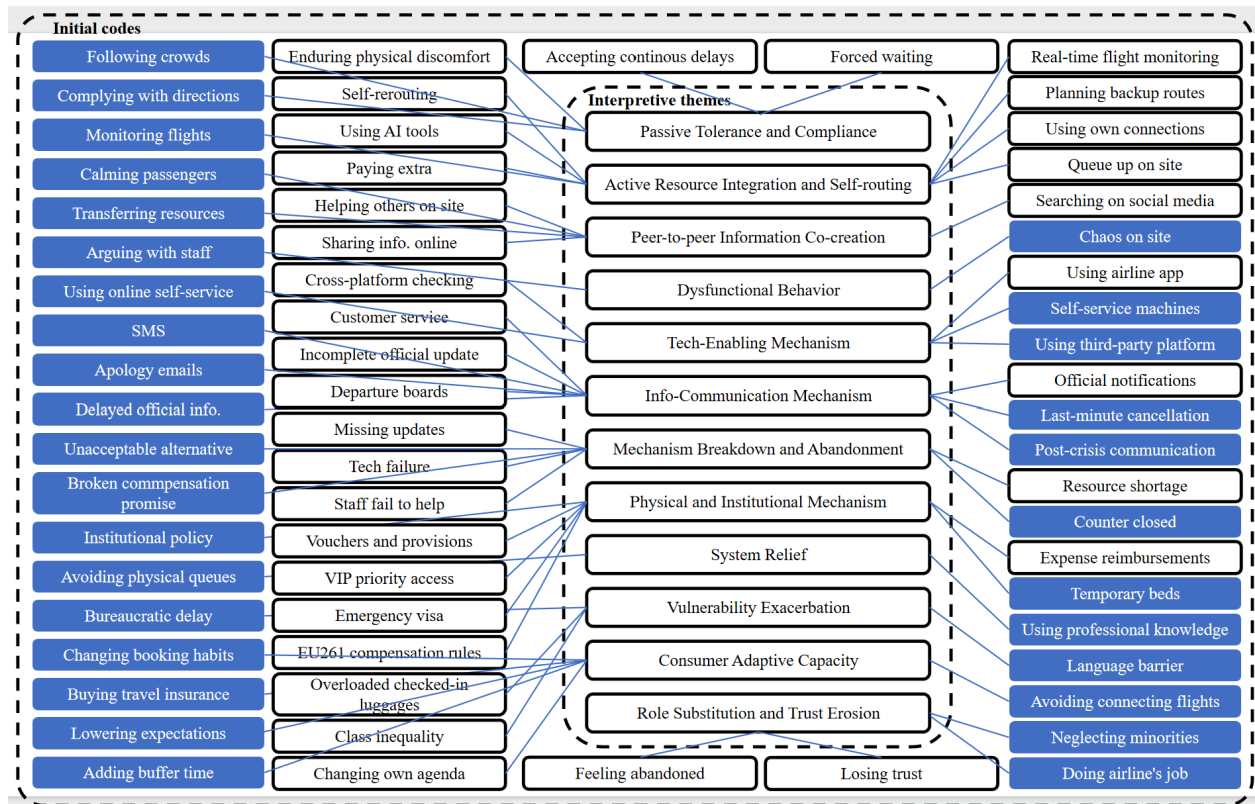 Initial codes
Following crowds
Complying with directions
Monitoring flights
Calming passengers
Transferring resources
Arguing with staff
Using online self-service
SMS
Apology emails
Delayed official info.
Unacceptable alternative
Broken commpensation
promise
Institutional policy
Avoiding physical queues
Bureaucratic delay
Changing booking habits
Buying travel insurance
Lowering expectations
Adding buffer time
Enduring physical discomfort
Self-rerouting
Using AI tools
Paying extra
Helping others on site
Sharing info. online
Cross-platform checking
Customer service
Incomplete official update
Departure boards
Missing updates
Tech failure
Staff fail to help
Vouchers and provisions
VIP priority access
Emergency visa
EU261 compensation rules
Overloaded checked-in
luggages
Class inequality
Changing own agenda
Accepting continous delays
Forced waiting
Interpretive themes
Passive Tolerance and Compliance
Active Resource Integration and Self-routing
Peer-to-peer Information Co-creation
Dysfunctional Behavior
Tech-Enabling Mechanism
Info-Communication Mechanism
Mechanism Breakdown and Abandonment
Physical and Institutional Mechanism
System Relief
Vulnerability Exacerbation
Consumer Adaptive Capacity
Role Substitution and Trust Erosion
Feeling abandoned
Losing trust
Real-time flight monitoring
Planning backup routes
Using own connections
Queue up on site
Searching on social media
Chaos on site
Using airline app
Self-service machines
Using third-party platform
Official notifications
Last-minute cancellation
Post-crisis communication
Resource shortage
Counter closed
Expense reimbursements
Temporary beds
Using professional knowledge
Language barrier
Avoiding connecting flights
Neglecting minorities
Doing airline's job